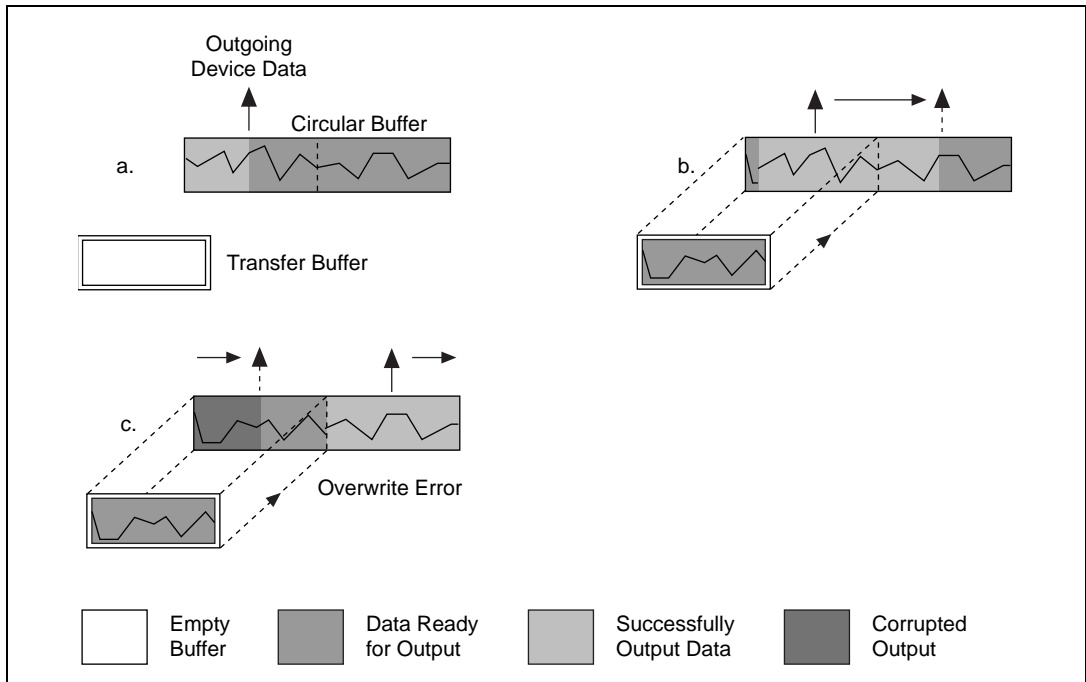 Outgoing
Device Data
Circular Buffer
a.
Transfer Buffer
b.
c.
Overwrite Error
Empty
Buffer
Data Ready
for Output
Successfully
Output Data
Corrupted
Output